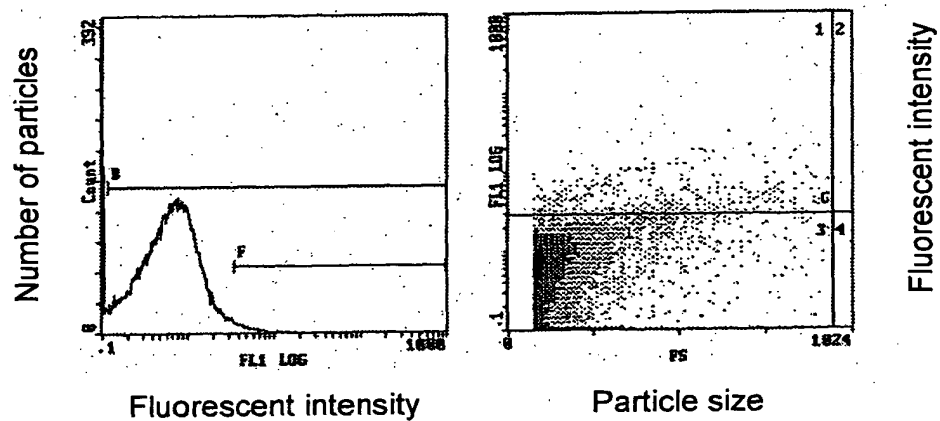 Number of particles
392
Count
0
B
F
.1
1000
FL1 LOG
Fluorescent intensity
1000
FL1 LOG
.1
1 2
G
3 4
0
1024
FS
Particle size
Fluorescent intensity